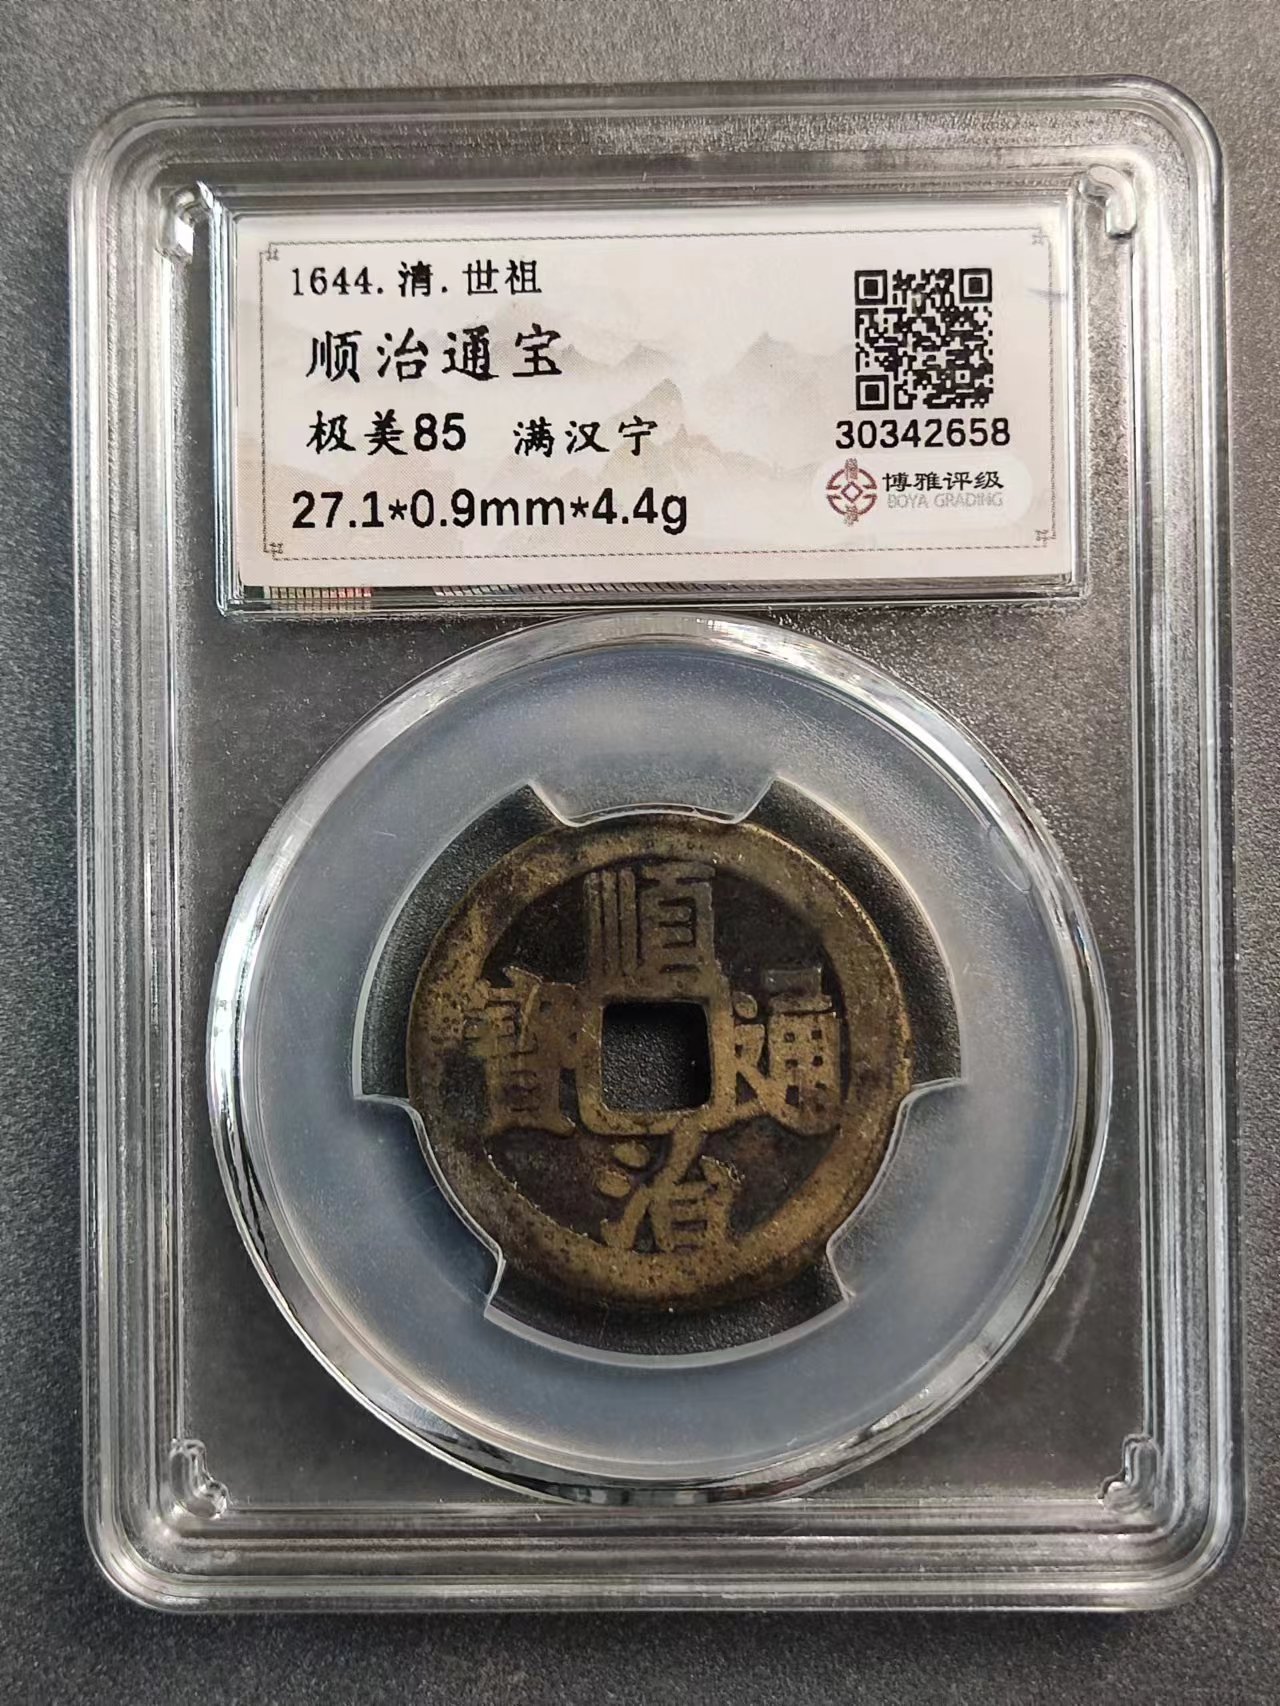 1644.清.世祖
顺治通宝
极美85 满汉宁
27.1*0.9mm*4.4g
30342658
博雅评级
BOYA GRADING
順
寶 通
治